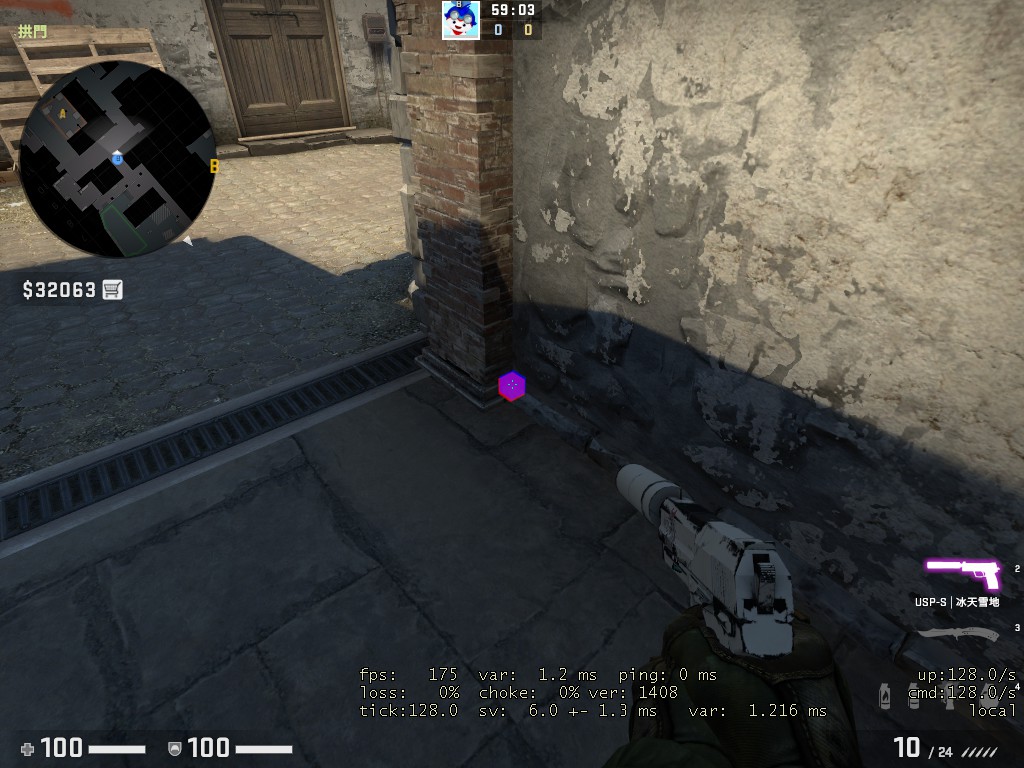 拱門
59:03
0 0
B
$32063
2
USP-S | 冰天雪地
3
fps: 175 var: 1.2 ms ping: 0 ms
loss: 0% choke: 0% ver: 1408
tick:128.0 sv: 6.0 +- 1.3 ms var: 1.216 ms
up:128.0/s
4
cmd:128.0/s
local
100 100
10 / 24